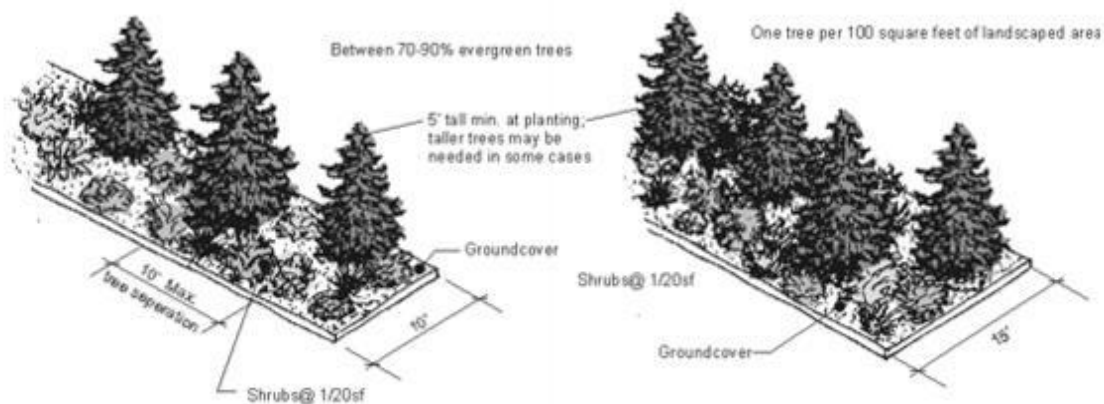 Between 70-90% evergreen trees
One tree per 100 square feet of landscaped area
5' tall min. at planting;
taller trees may be
needed in some cases
Groundcover
10' Max.
tree seperation
10'
Shrubs@ 1/20sf
Shrubs@ 1/20sf
Groundcover
15'